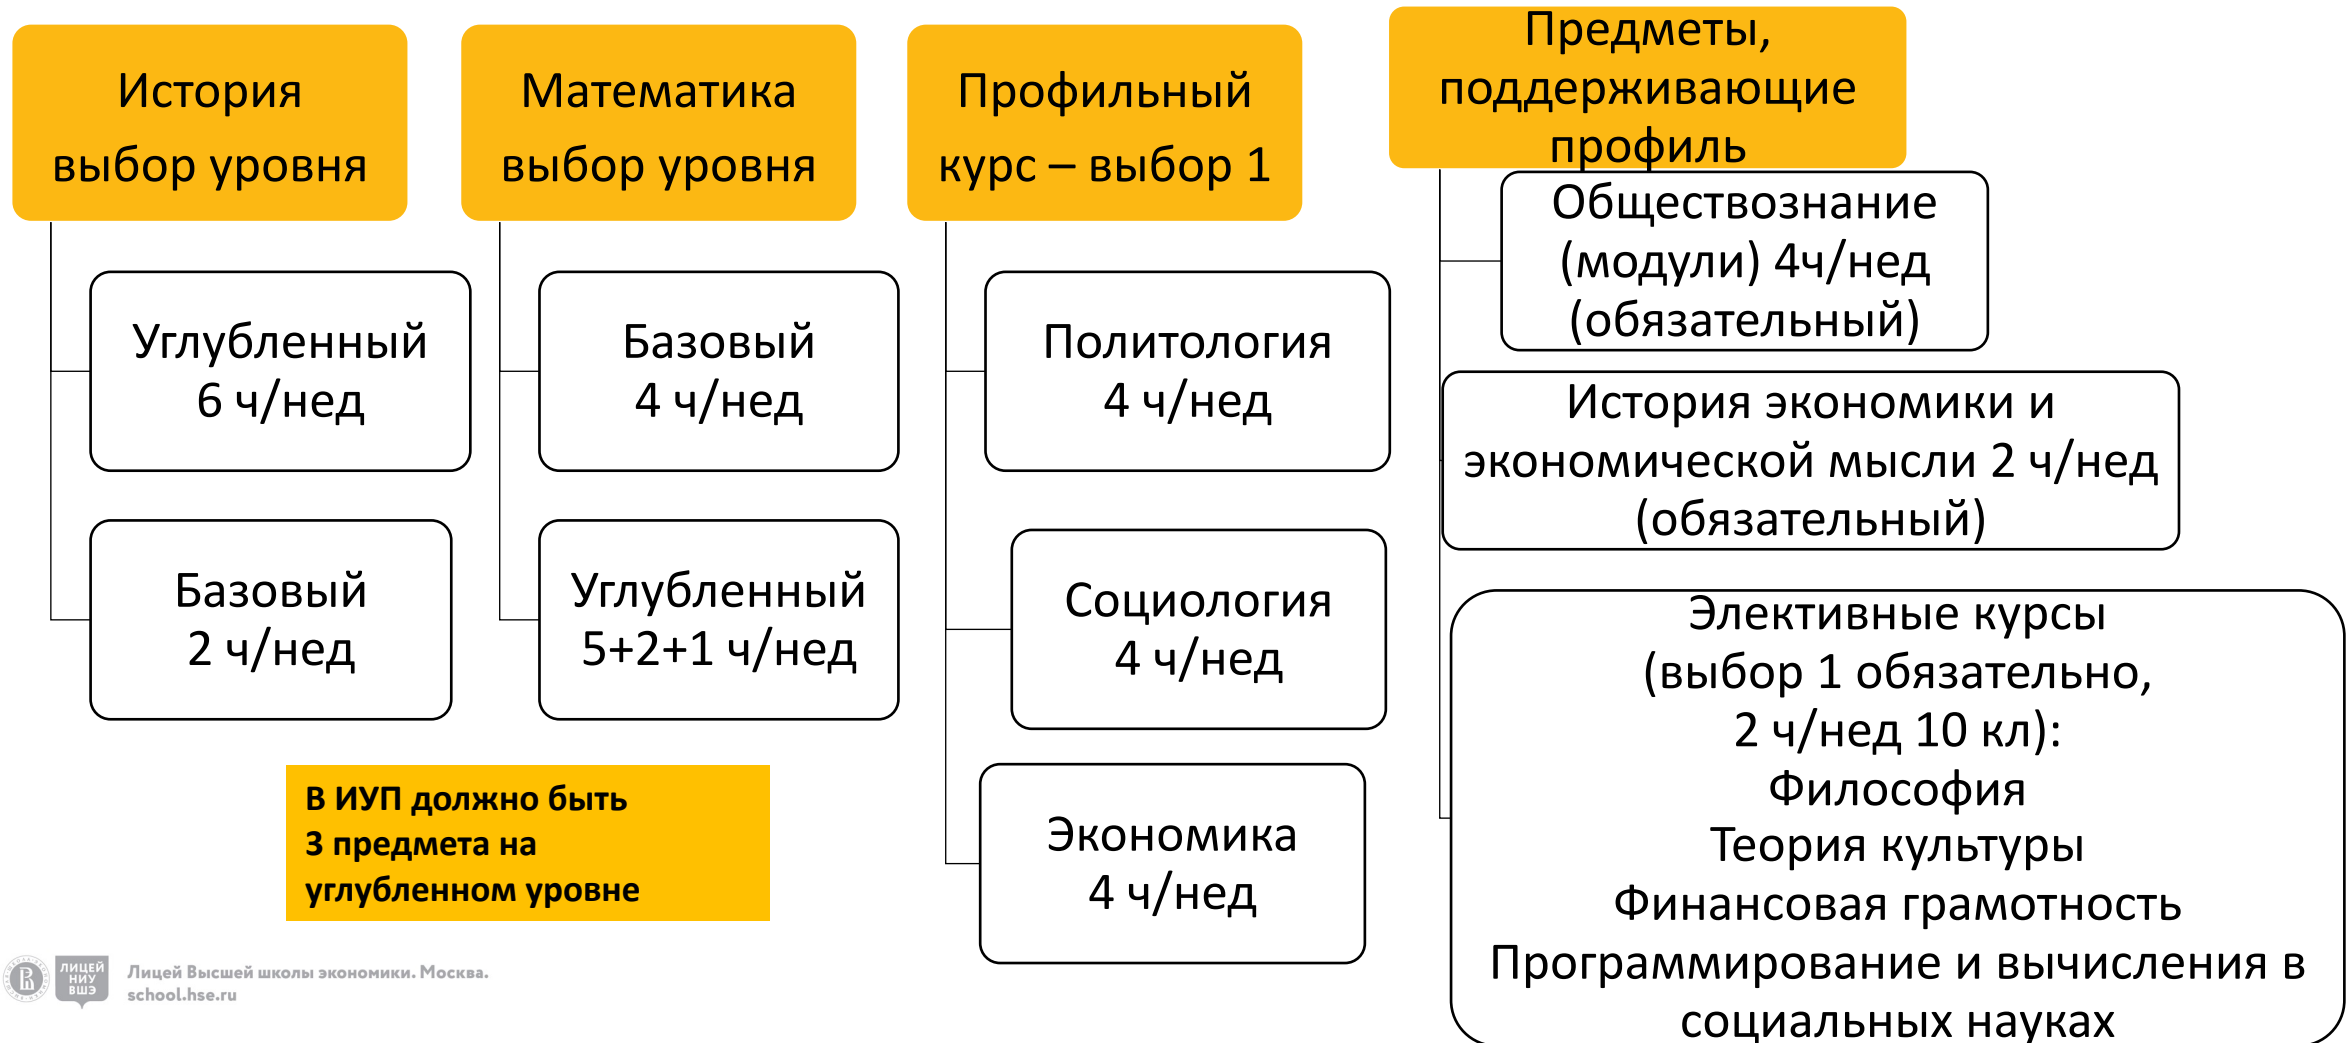 История
выбор уровня
Углубленный
6 ч/нед
Базовый
2 ч/нед
Математика
выбор уровня
Базовый
4 ч/нед
Углубленный
5+2+1 ч/нед
Профильный
курс – выбор 1
Политология
4 ч/нед
Социология
4 ч/нед
Экономика
4 ч/нед
Предметы,
поддерживающие
профиль
Обществознание
(модули) 4ч/нед
(обязательный)
История экономики и
экономической мысли 2 ч/нед
(обязательный)
Элективные курсы
(выбор 1 обязательно,
2 ч/нед 10 кл):
Философия
Теория культуры
Финансовая грамотность
Программирование и вычисления в
социальных науках
В ИУП должно быть
3 предмета на
углубленном уровне
ЛИЦЕЙ
НИУ
ВШЭ
Лицей Высшей школы экономики. Москва.
school.hse.ru